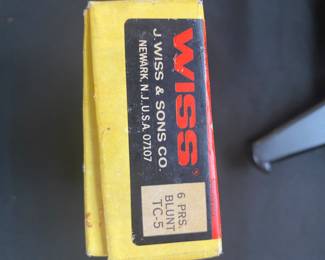 WISS®
J. WISS & SONS CO.
NEWARK, N.J., U.S.A. 07107
6 PRS.
BLUNT
TC-5